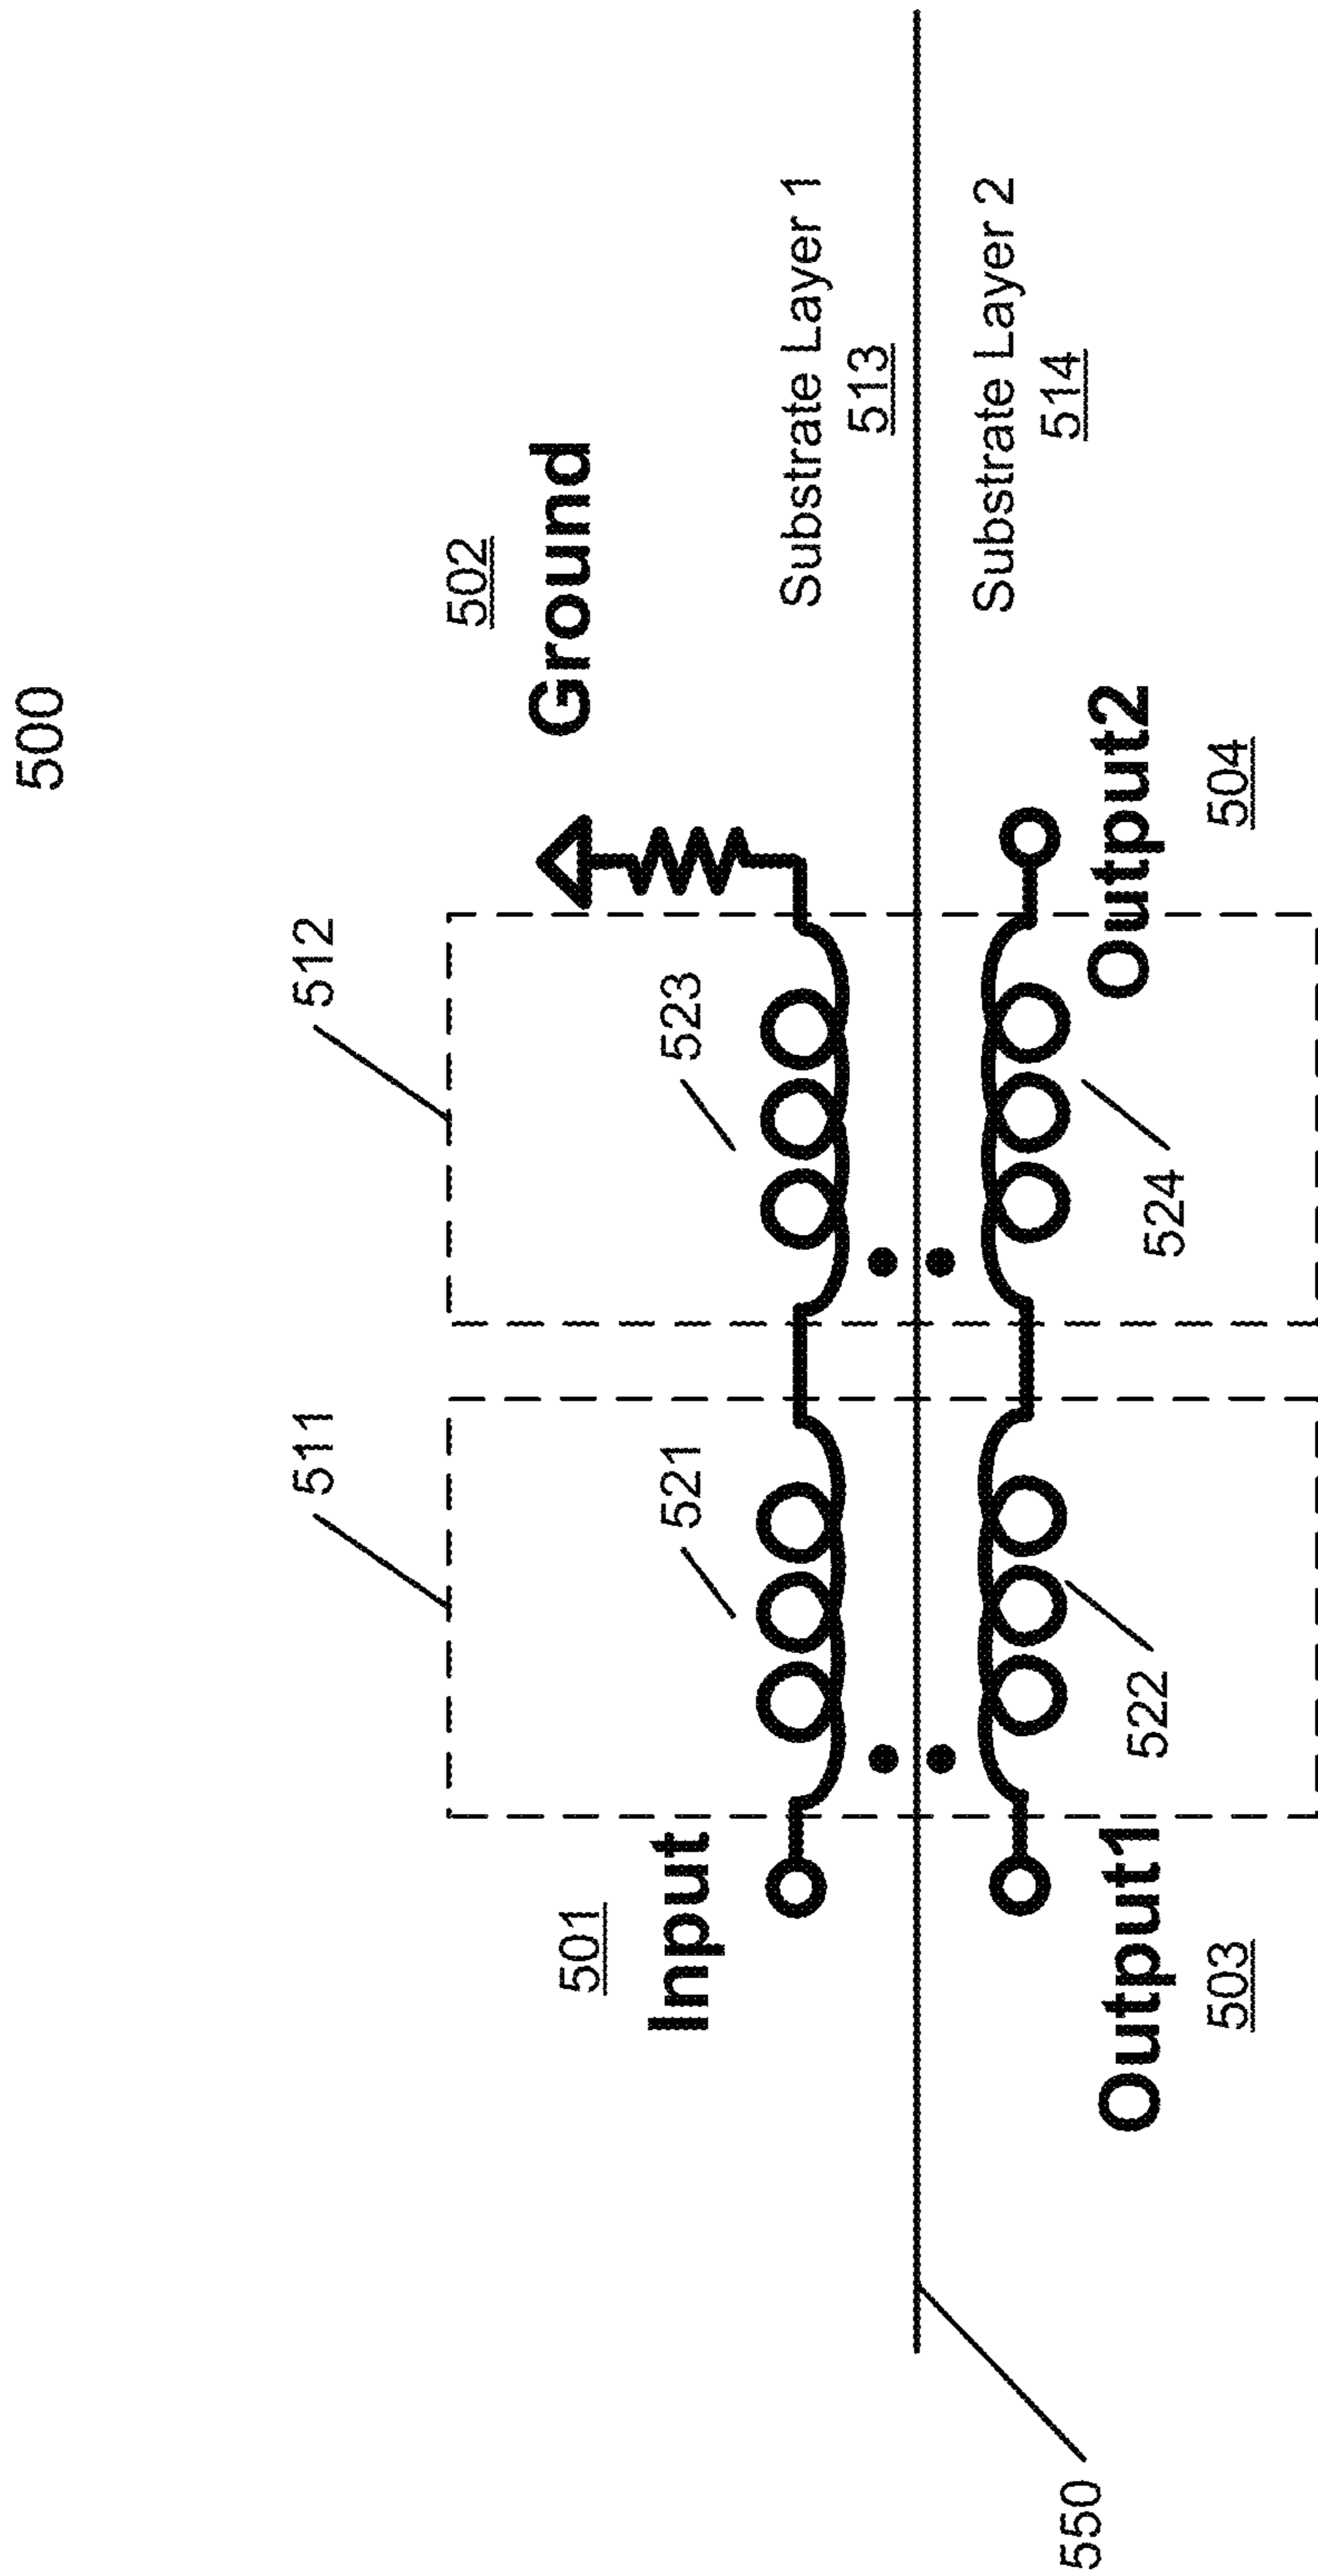 500
511
512
502
Ground
501
Input
521
523
Substrate Layer 1
513
Substrate Layer 2
514
522
524
Output1
503
Output2
504
550